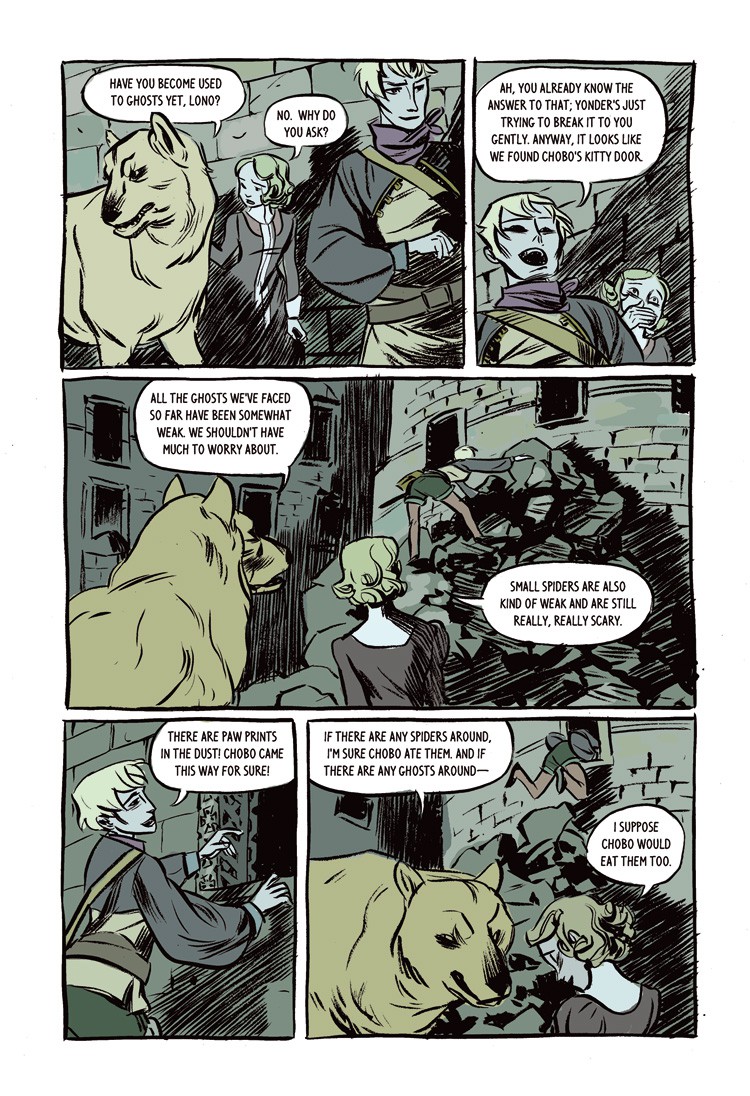 HAVE YOU BECOME USED
TO GHOSTS YET, LONO?
NO. WHY DO
YOU ASK?
AH, YOU ALREADY KNOW THE
ANSWER TO THAT; YONDER'S JUST
TRYING TO BREAK IT TO YOU
GENTLY. ANYWAY, IT LOOKS LIKE
WE FOUND CHOBO'S KITTY DOOR.
ALL THE GHOSTS WE'VE FACED
SO FAR HAVE BEEN SOMEWHAT
WEAK. WE SHOULDN'T HAVE
MUCH TO WORRY ABOUT.
SMALL SPIDERS ARE ALSO
KIND OF WEAK AND ARE STILL
REALLY, REALLY SCARY.
THERE ARE PAW PRINTS
IN THE DUST! CHOBO CAME
THIS WAY FOR SURE!
IF THERE ARE ANY SPIDERS AROUND,
I'M SURE CHOBO ATE THEM. AND IF
THERE ARE ANY GHOSTS AROUND—
I SUPPOSE
CHOBO WOULD
EAT THEM TOO.